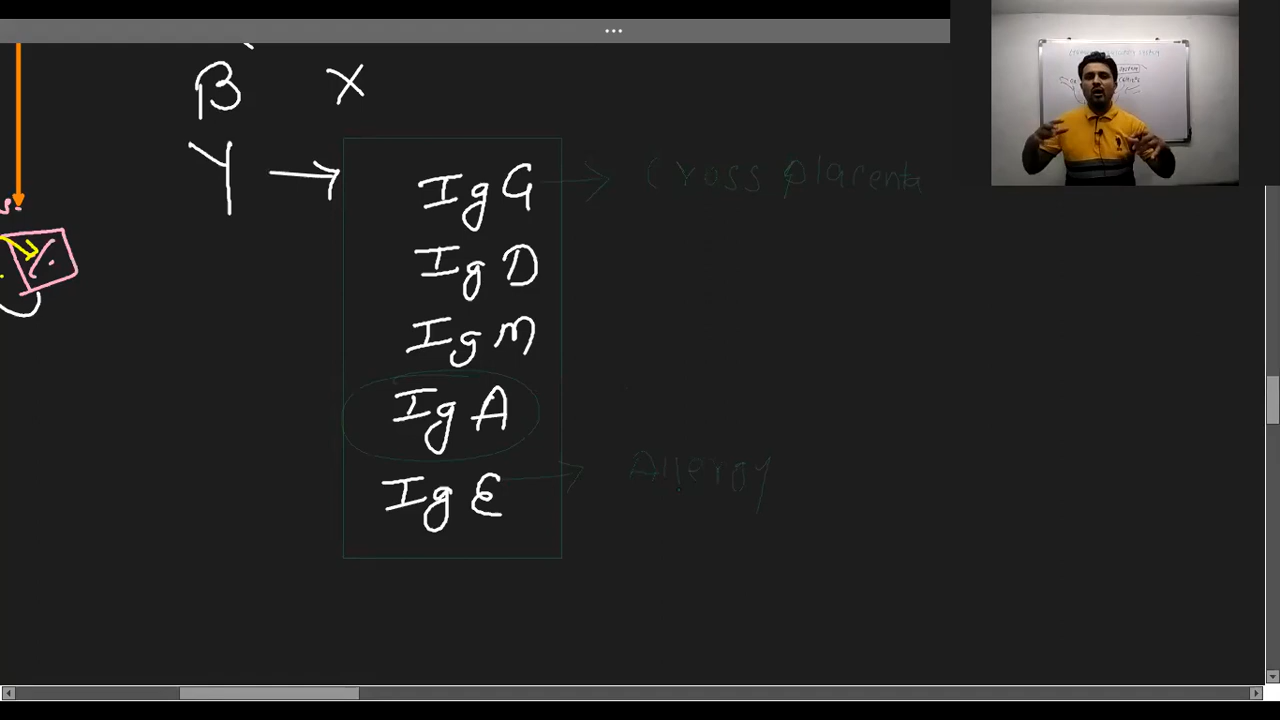 B X
Y → IgG → Cross placenta
IgD
IgM
IgA
IgE → Allergy